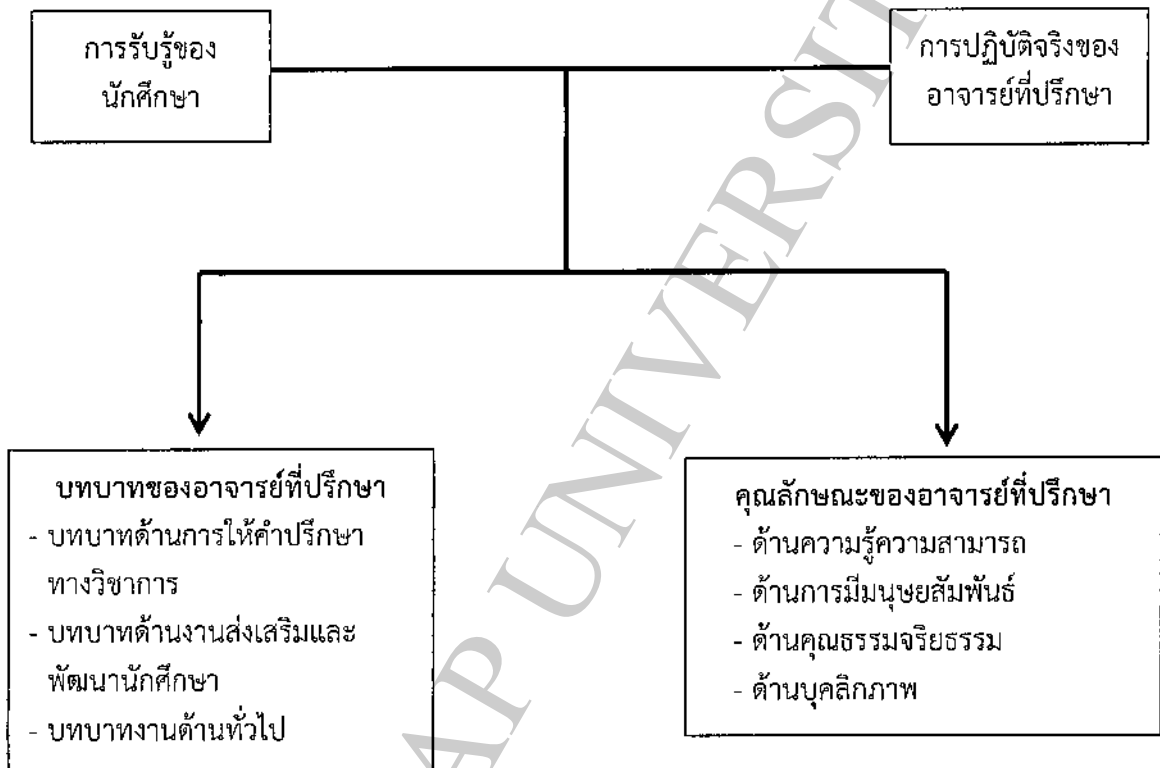 การรับรู้ของ
นักศึกษา
การปฏิบัติจริงของ
อาจารย์ที่ปรึกษา
บทบาทของอาจารย์ที่ปรึกษา
- บทบาทด้านการให้คำปรึกษา
ทางวิชาการ
- บทบาทด้านงานส่งเสริมและ
พัฒนานักศึกษา
- บทบาทงานด้านทั่วไป
คุณลักษณะของอาจารย์ที่ปรึกษา
- ด้านความรู้ความสามารถ
- ด้านการมีมนุษยสัมพันธ์
- ด้านคุณธรรมจริยธรรม
- ด้านบุคลิกภาพ